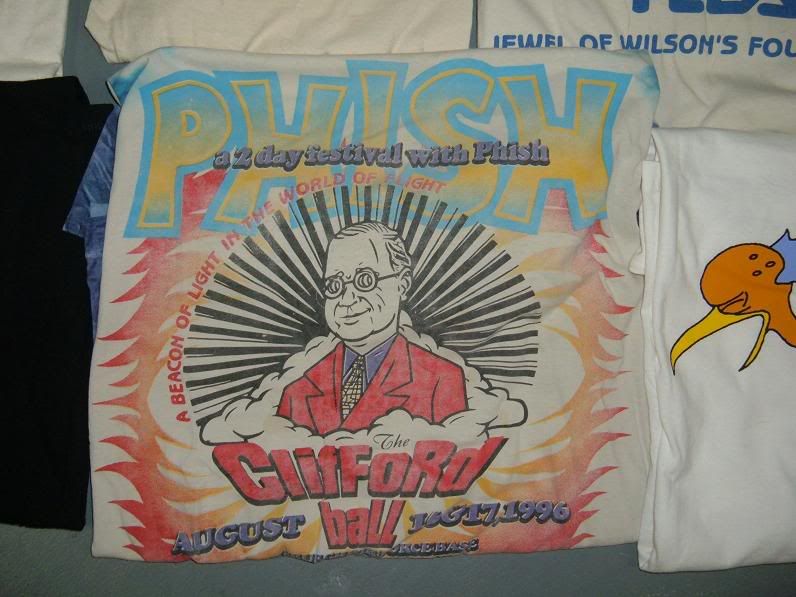 JEWEL OF WILSON'S FOU
PHISH
a 2 day festival with Phish
A BEACON OF LIGHT IN THE WORLD OF FLIGHT
The
Clifford
ball
AUGUST 16&17, 1996